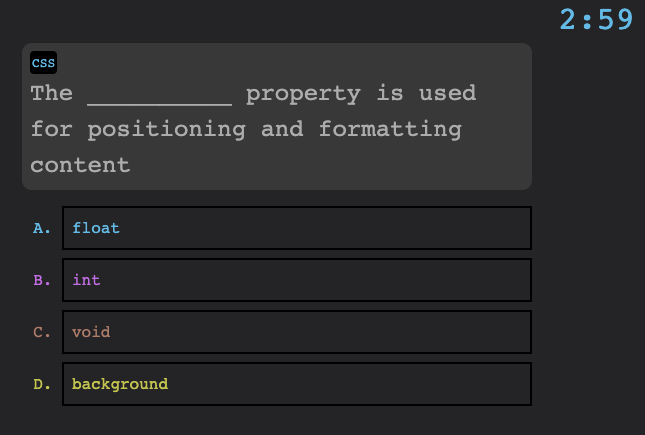 2:59
css
The __________ property is used
for positioning and formatting
content
A. float
B. int
C. void
D. background